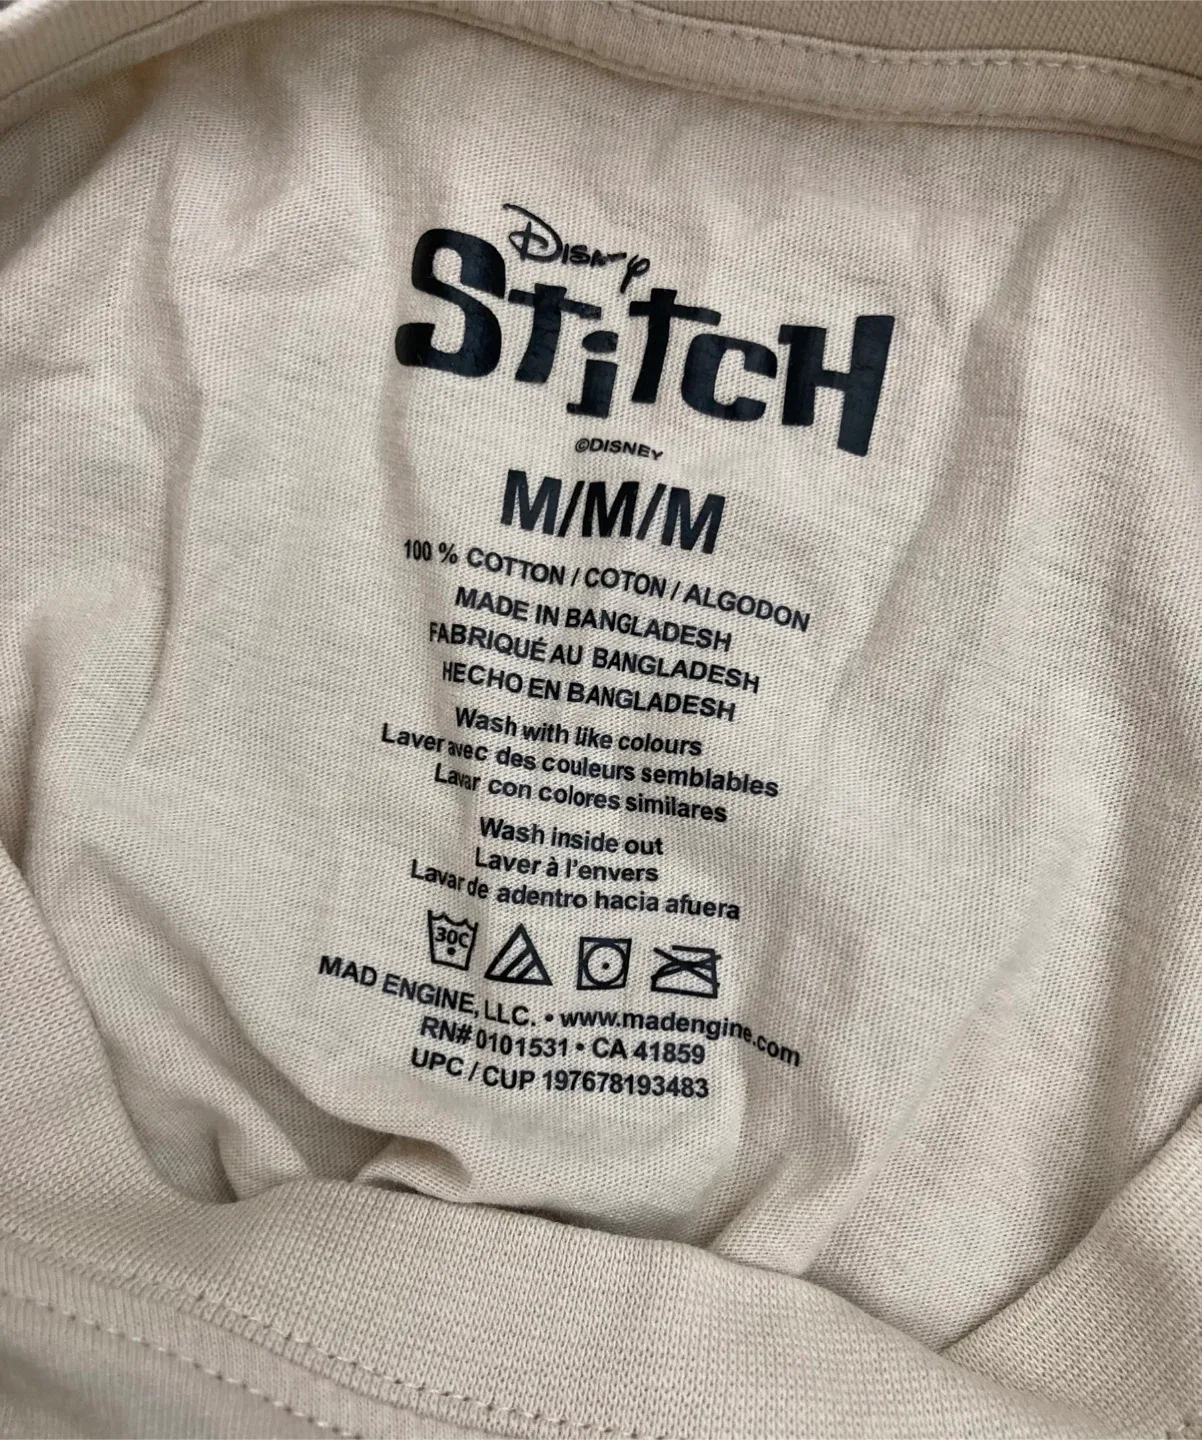 Disney
Stitch
©DISNEY
M/M/M
100 % COTTON / COTON / ALGODON
MADE IN BANGLADESH
FABRIQUÉ AU BANGLADESH
HECHO EN BANGLADESH
Wash with like colours
Laver avec des couleurs semblables
Lavar con colores similares
Wash inside out
Laver à l'envers
Lavar de adentro hacia afuera
30C
MAD ENGINE, LLC. • www.madengine.com
RN# 0101531 • CA 41859
UPC / CUP 197678193483